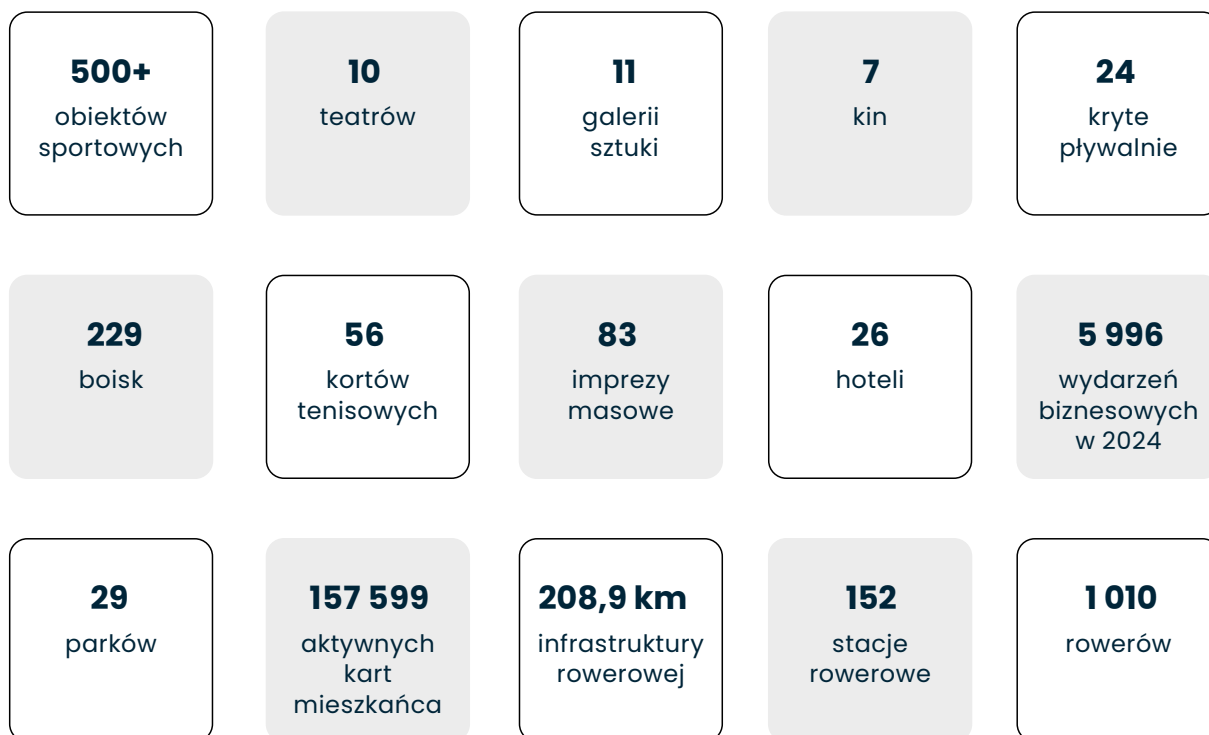 500+
obiektów
sportowych
10
teatrów
11
galerii
sztuki
7
kin
24
kryte
pływalnie
229
boisk
56
kortów
tenisowych
83
imprezy
masowe
26
hoteli
5 996
wydarzeń
biznesowych
w 2024
29
parków
157 599
aktywnych
kart
mieszkańca
208,9 km
infrastruktury
rowerowej
152
stacje
rowerowe
1 010
rowerów